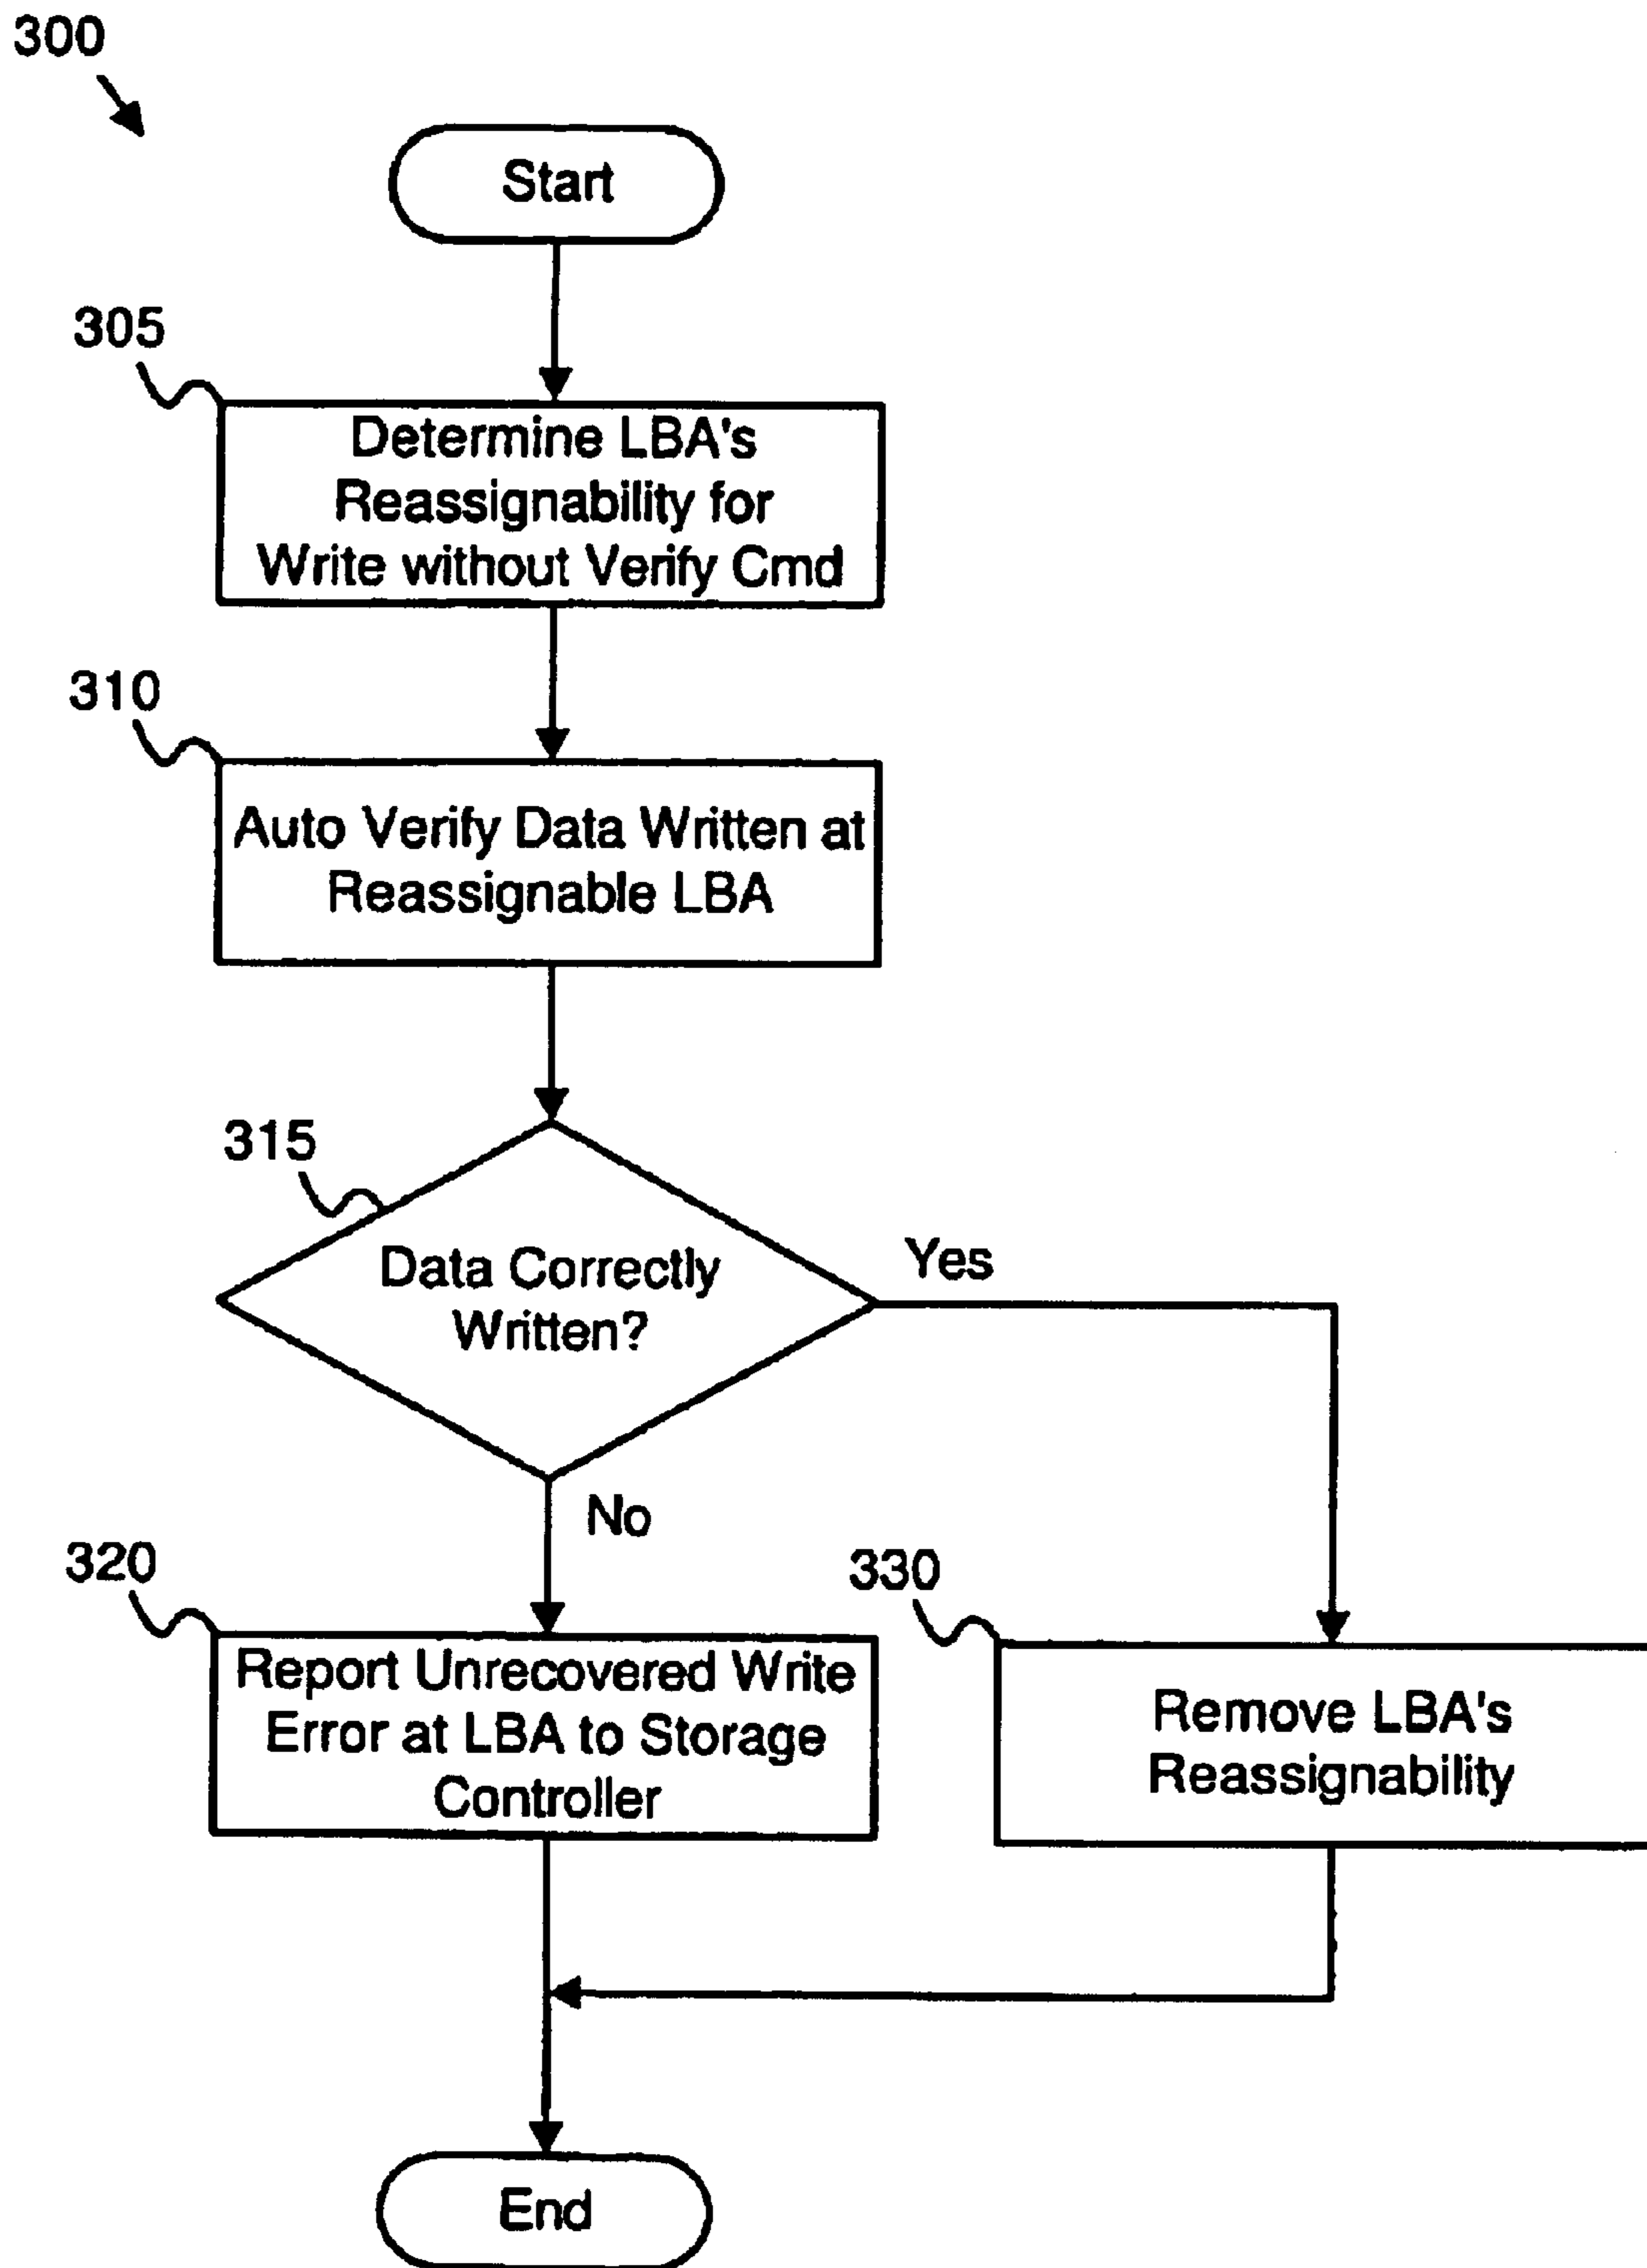 300
Start
305
Determine LBA's
Reassignability for
Write without Verify Cmd
310
Auto Verify Data Written at
Reassignable LBA
315
Data Correctly
Written?
Yes
No
320
Report Unrecovered Write
Error at LBA to Storage
Controller
330
Remove LBA's
Reassignability
End